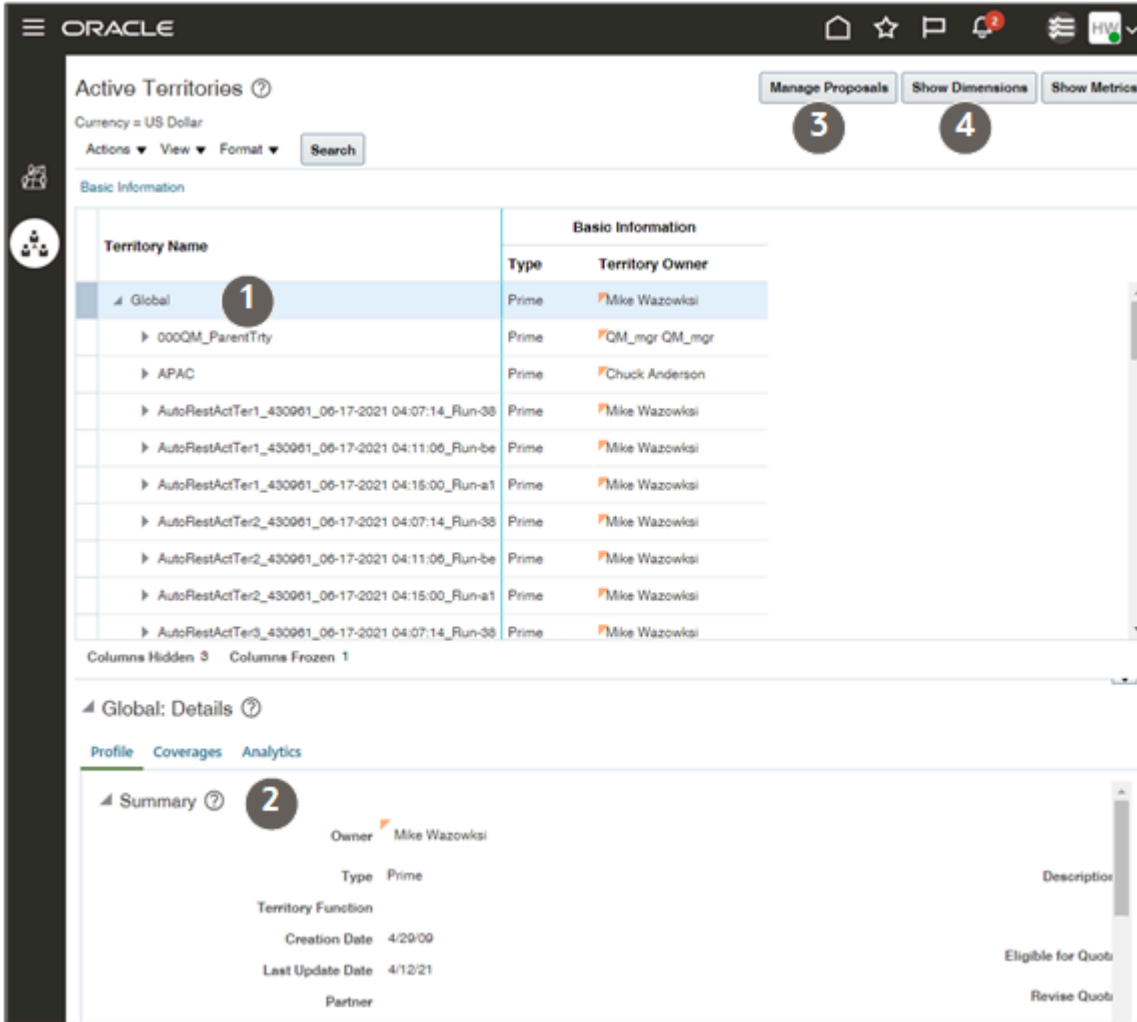 ORACLE 2 HW
Active Territories ?
Manage Proposals Show Dimensions Show Metrics
3 4
Currency = US Dollar
Actions View Format Search
Basic Information
Basic Information
Territory Name
Type Territory Owner
Global 1 Prime Mike Wazowksi
000QM_ParentTrty Prime QM_mgr QM_mgr
APAC Prime Chuck Anderson
AutoRestActTer1_430961_06-17-2021 04:07:14_Run-38 Prime Mike Wazowksi
AutoRestActTer1_430961_06-17-2021 04:11:06_Run-be Prime Mike Wazowksi
AutoRestActTer1_430961_06-17-2021 04:15:00_Run-a1 Prime Mike Wazowksi
AutoRestActTer2_430961_06-17-2021 04:07:14_Run-38 Prime Mike Wazowksi
AutoRestActTer2_430961_06-17-2021 04:11:06_Run-be Prime Mike Wazowksi
AutoRestActTer2_430961_06-17-2021 04:15:00_Run-a1 Prime Mike Wazowksi
AutoRestActTer3_430961_06-17-2021 04:07:14_Run-38 Prime Mike Wazowksi
Columns Hidden 3 Columns Frozen 1
Global: Details ?
Profile Coverages Analytics
Summary ? 2
Owner Mike Wazowksi
Type Prime Description
Territory Function
Creation Date 4/29/09
Eligible for Quota
Last Update Date 4/12/21
Partner Revise Quota